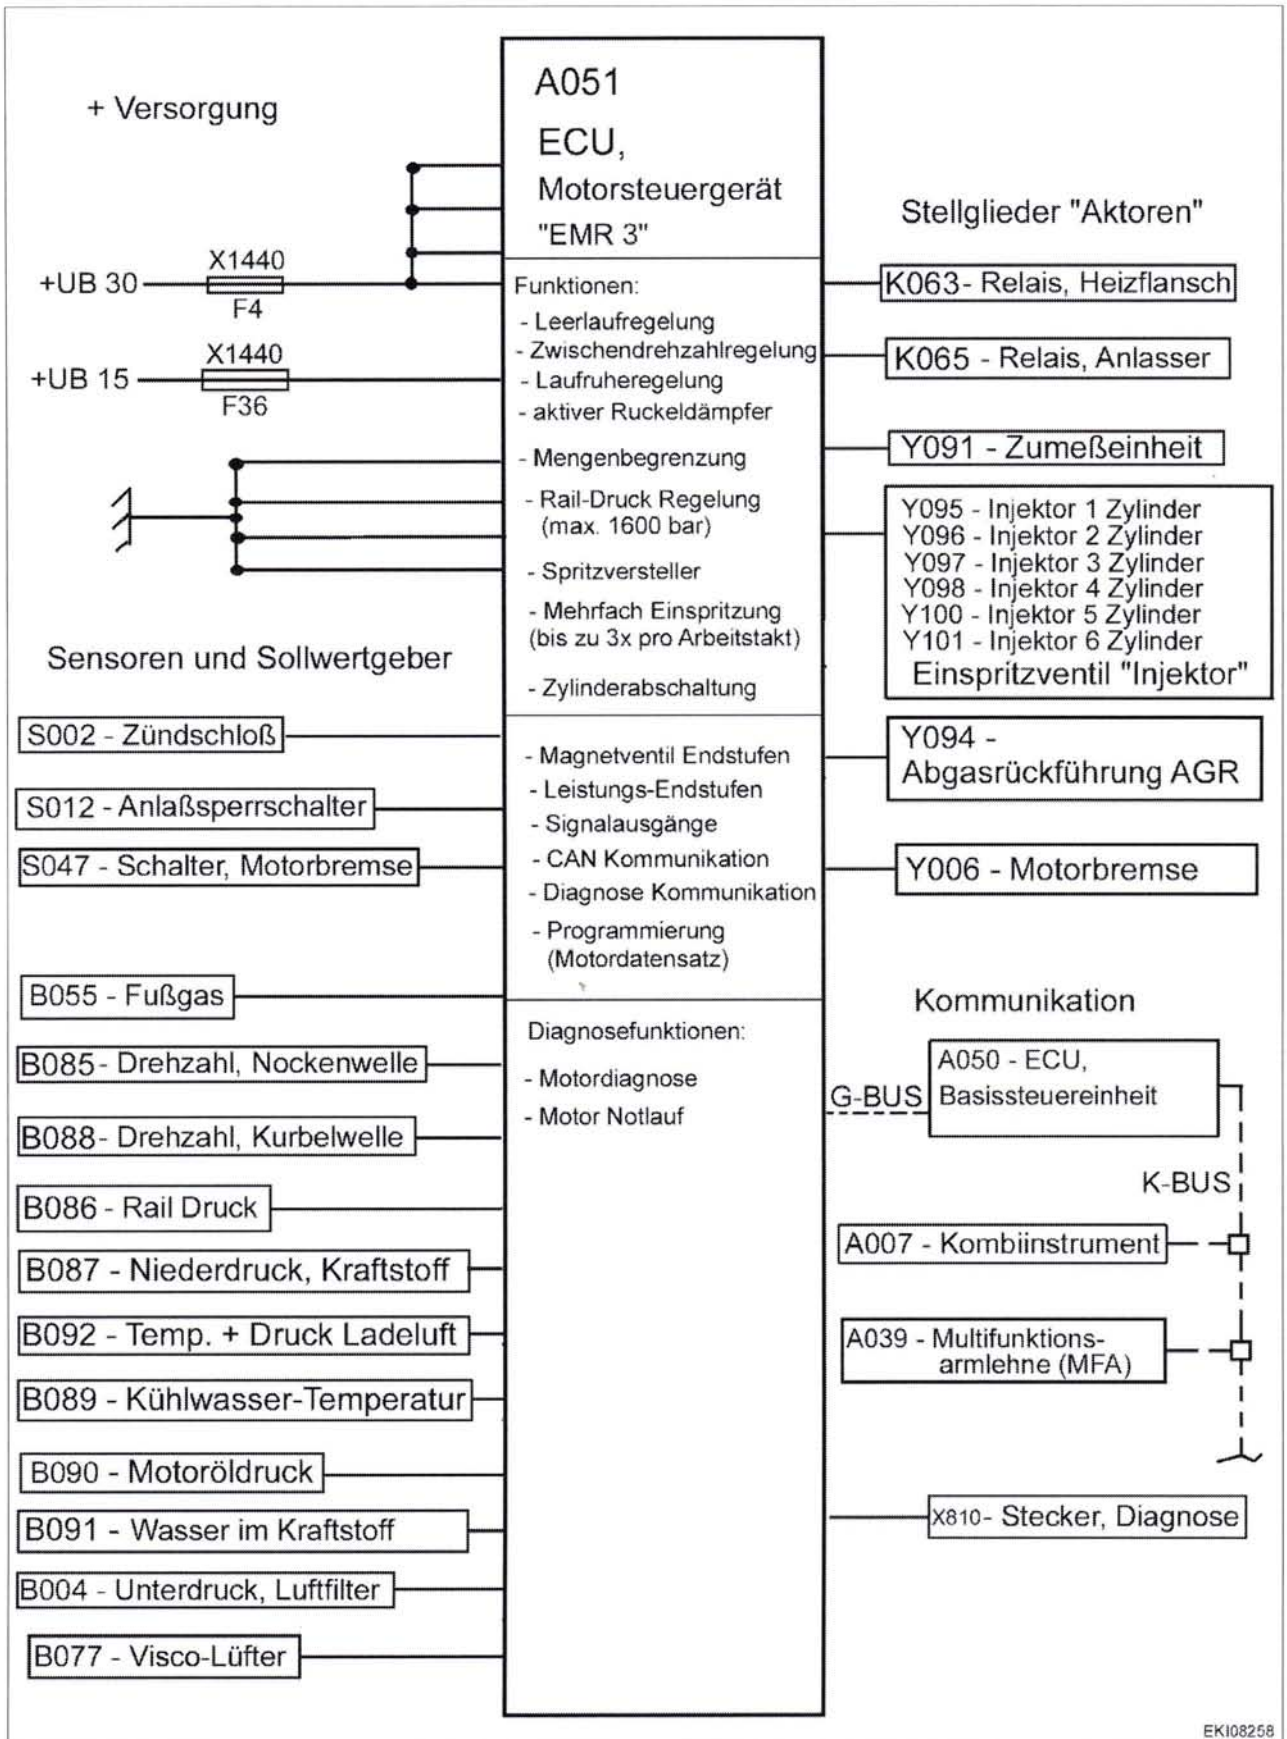 + Versorgung
+UB 30
X1440
F4
+UB 15
X1440
F36
Sensoren und Sollwertgeber
S002 - Zündschloß
S012 - Anlaßsperrschalter
S047 - Schalter, Motorbremse
B055 - Fußgas
B085- Drehzahl, Nockenwelle
B088- Drehzahl, Kurbelwelle
B086 - Rail Druck
B087 - Niederdruck, Kraftstoff
B092 - Temp. + Druck Ladeluft
B089 - Kühlwasser-Temperatur
B090 - Motoröldruck
B091 - Wasser im Kraftstoff
B004 - Unterdruck, Luftfilter
B077 - Visco-Lüfter
A051
ECU,
Motorsteuergerät
"EMR 3"
Funktionen:
- Leerlaufregelung
- Zwischendrehzahlregelung
- Laufruheregelung
- aktiver Ruckeldämpfer
- Mengenbegrenzung
- Rail-Druck Regelung
(max. 1600 bar)
- Spritzversteller
- Mehrfach Einspritzung
(bis zu 3x pro Arbeitstakt)
- Zylinderabschaltung
- Magnetventil Endstufen
- Leistungs-Endstufen
- Signalausgänge
- CAN Kommunikation
- Diagnose Kommunikation
- Programmierung
(Motordatensatz)
Diagnosefunktionen:
- Motordiagnose
- Motor Notlauf
Stellglieder "Aktoren"
K063- Relais, Heizflansch
K065 - Relais, Anlasser
Y091 - Zumeßeinheit
Y095 - Injektor 1 Zylinder
Y096 - Injektor 2 Zylinder
Y097 - Injektor 3 Zylinder
Y098 - Injektor 4 Zylinder
Y100 - Injektor 5 Zylinder
Y101 - Injektor 6 Zylinder
Einspritzventil "Injektor"
Y094 -
Abgasrückführung AGR
Y006 - Motorbremse
Kommunikation
G-BUS
A050 - ECU,
Basissteuereinheit
K-BUS
A007 - Kombiinstrument
A039 - Multifunktions-
armlehne (MFA)
X810- Stecker, Diagnose
EKI08258